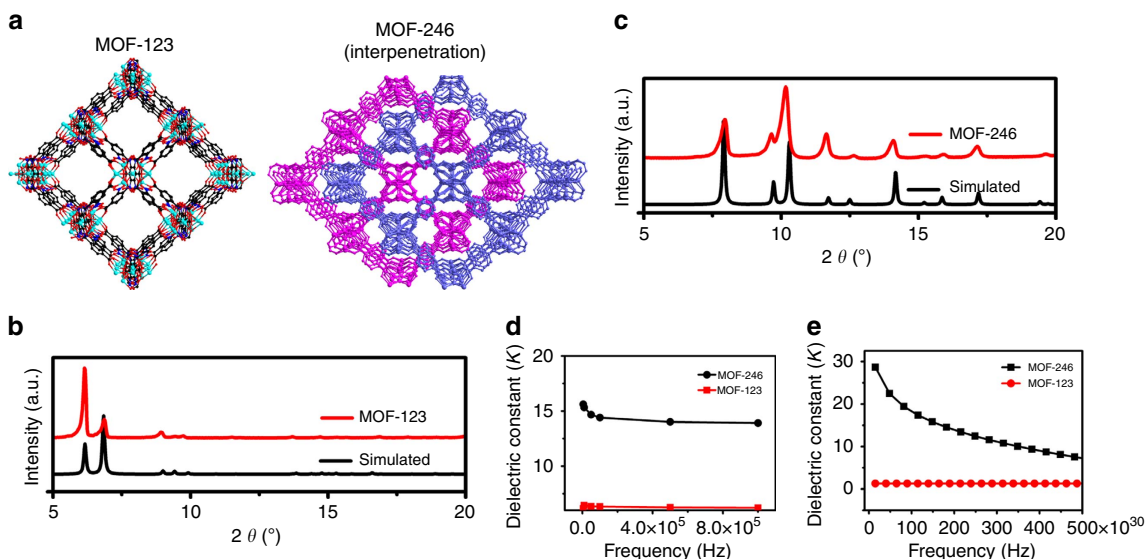 a
MOF-123
MOF-246
(interpenetration)
b
Intensity (a.u.)
MOF-123
Simulated
5
10
15
20
2 θ (°)
c
Intensity (a.u.)
MOF-246
Simulated
5
10
15
20
2 θ (°)
d
Dielectric constant (K)
20
15
10
MOF-246
MOF-123
0.0
4.0×10⁵
8.0×10⁵
Frequency (Hz)
e
Dielectric constant (K)
30
20
10
0
MOF-246
MOF-123
0
100
200
300
400
500×10³⁰
Frequency (Hz)